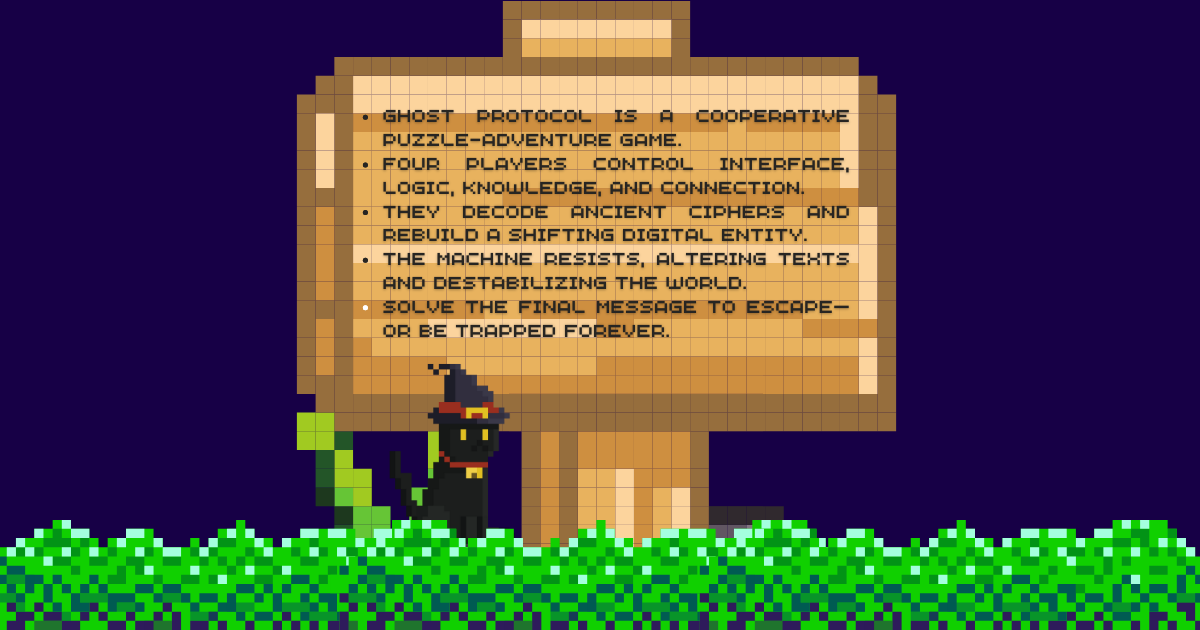 • GHOST PROTOCOL IS A COOPERATIVE
PUZZLE-ADVENTURE GAME.
• FOUR PLAYERS CONTROL INTERFACE,
LOGIC, KNOWLEDGE, AND CONNECTION.
• THEY DECODE ANCIENT CIPHERS AND
REBUILD A SHIFTING DIGITAL ENTITY.
• THE MACHINE RESISTS, ALTERING TEXTS
AND DESTABILIZING THE WORLD.
• SOLVE THE FINAL MESSAGE TO ESCAPE—
OR BE TRAPPED FOREVER.